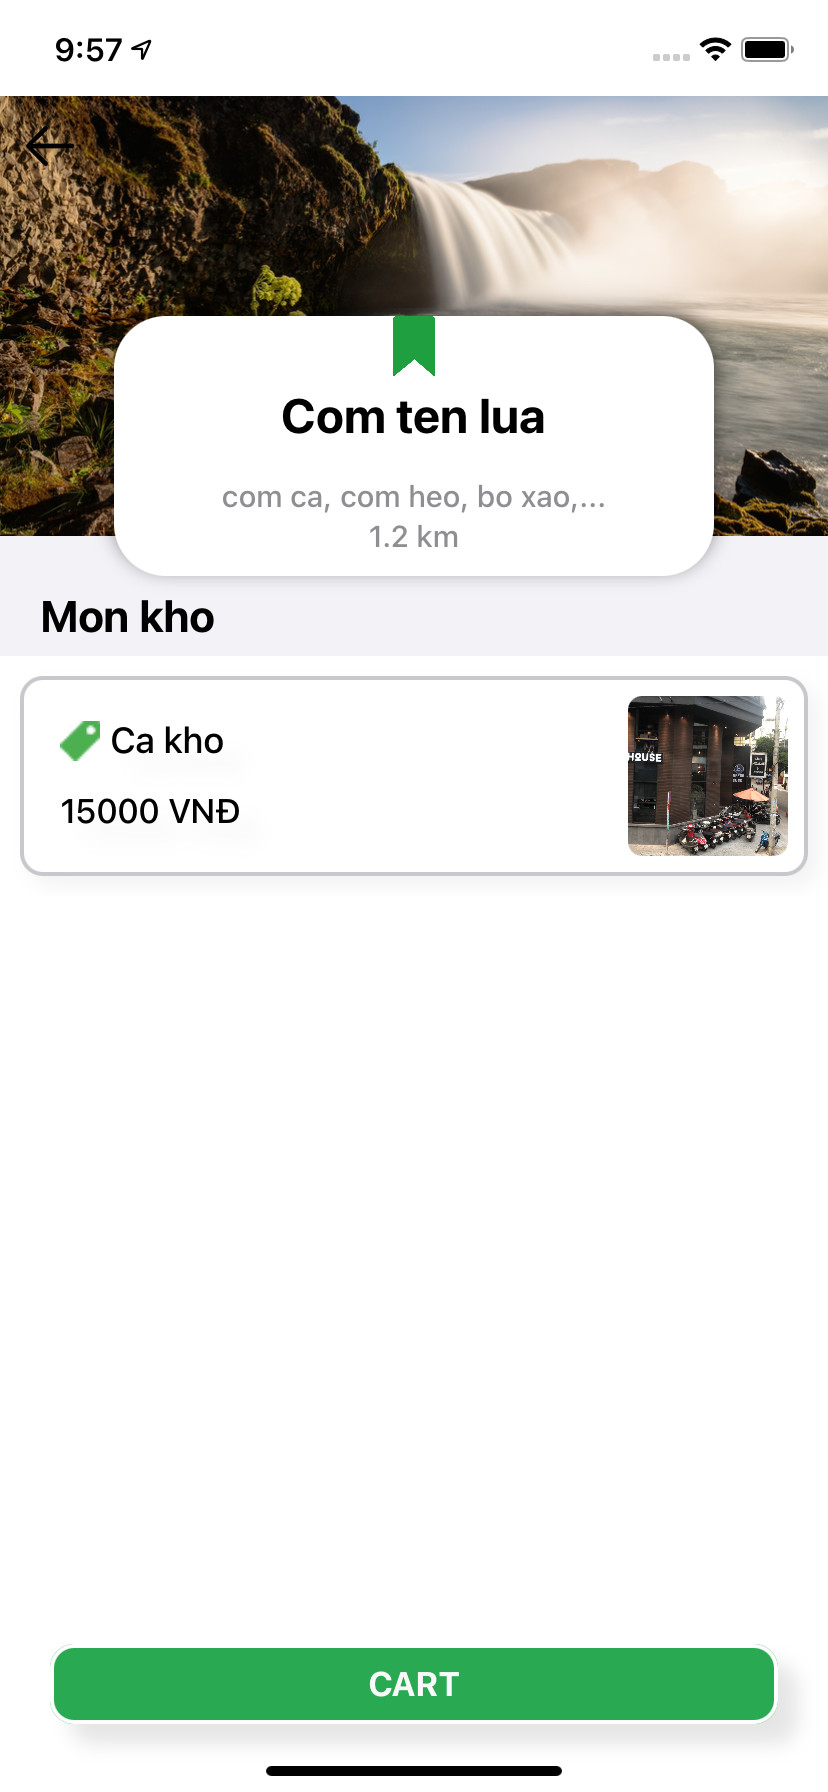 9:57
Com ten lua
com ca, com heo, bo xao,...
1.2 km
Mon kho
Ca kho
15000 VNĐ
HOUSE
CART